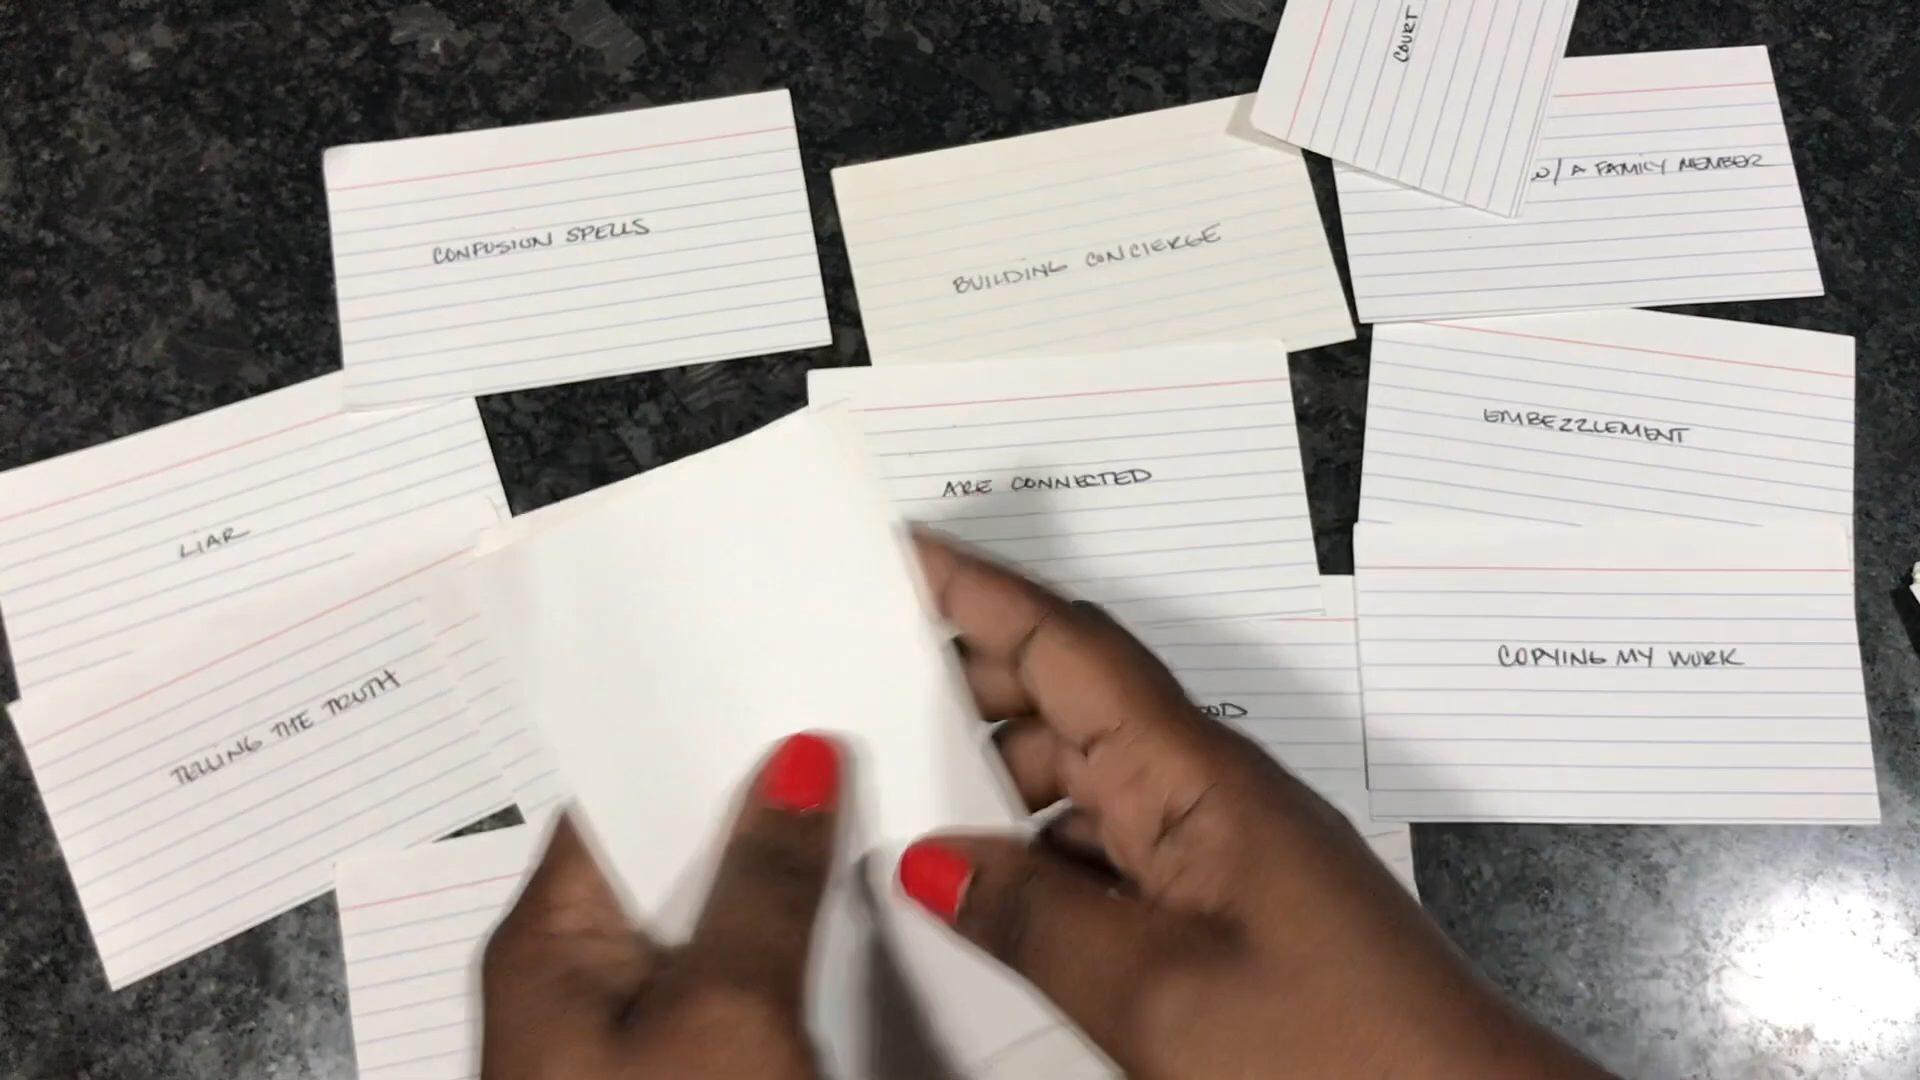 COURT
W/ A FAMILY MEMBER
CONFUSION SPELLS
BUILDING CONCIERGE
EMBEZZLEMENT
ARE CONNECTED
LIAR
COPYING MY WORK
TELLING THE TRUTH